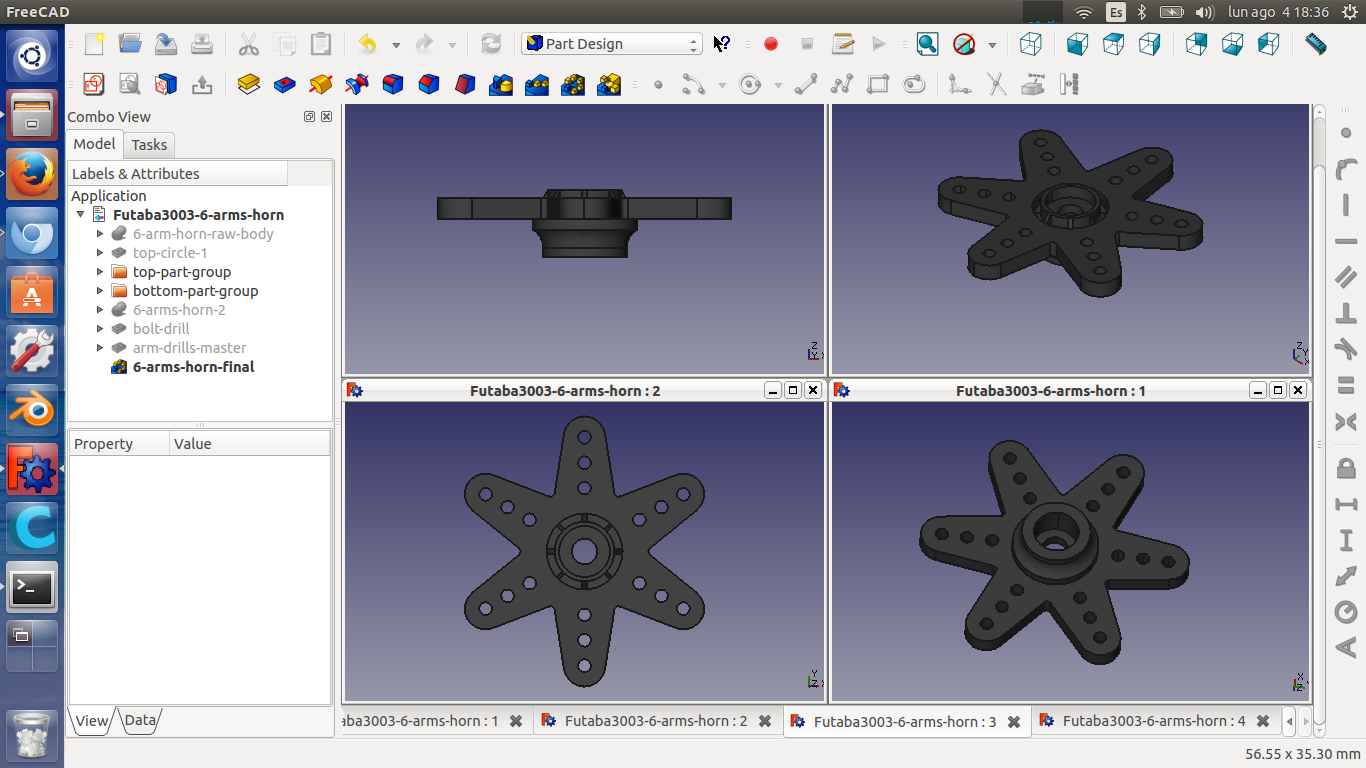 FreeCAD
Es
lun ago 4 18:36
Part Design
Combo View
Model
Tasks
Labels & Attributes
Application
Futaba3003-6-arms-horn
6-arm-horn-raw-body
top-circle-1
top-part-group
bottom-part-group
6-arms-horn-2
bolt-drill
arm-drills-master
6-arms-horn-final
Property
Value
View
Data
Futaba3003-6-arms-horn : 2
Futaba3003-6-arms-horn : 1
aba3003-6-arms-horn : 1
Futaba3003-6-arms-horn : 2
Futaba3003-6-arms-horn : 3
Futaba3003-6-arms-horn : 4
56.55 x 35.30 mm